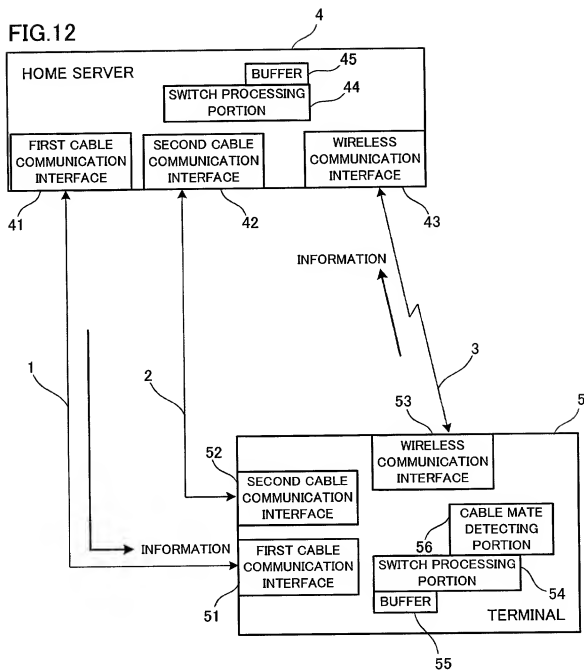 FIG.12
4
HOME SERVER
BUFFER
45
SWITCH PROCESSING
PORTION
44
FIRST CABLE
COMMUNICATION
INTERFACE
SECOND CABLE
COMMUNICATION
INTERFACE
WIRELESS
COMMUNICATION
INTERFACE
41
42
43
INFORMATION
1
2
3
53
5
WIRELESS
COMMUNICATION
INTERFACE
52
SECOND CABLE
COMMUNICATION
INTERFACE
CABLE MATE
DETECTING
PORTION
56
INFORMATION
FIRST CABLE
COMMUNICATION
INTERFACE
SWITCH PROCESSING
PORTION
54
BUFFER
TERMINAL
51
55